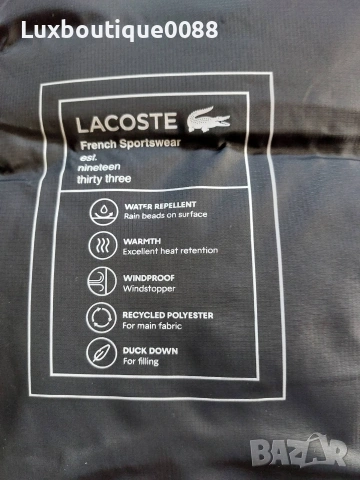 Luxboutique0088
LACOSTE
French Sportswear
est.
nineteen
thirty three
WATER REPELLENT
Rain beads on surface
WARMTH
Excellent heat retention
WINDPROOF
Windstopper
RECYCLED POLYESTER
For main fabric
DUCK DOWN
For filling
BAZAR